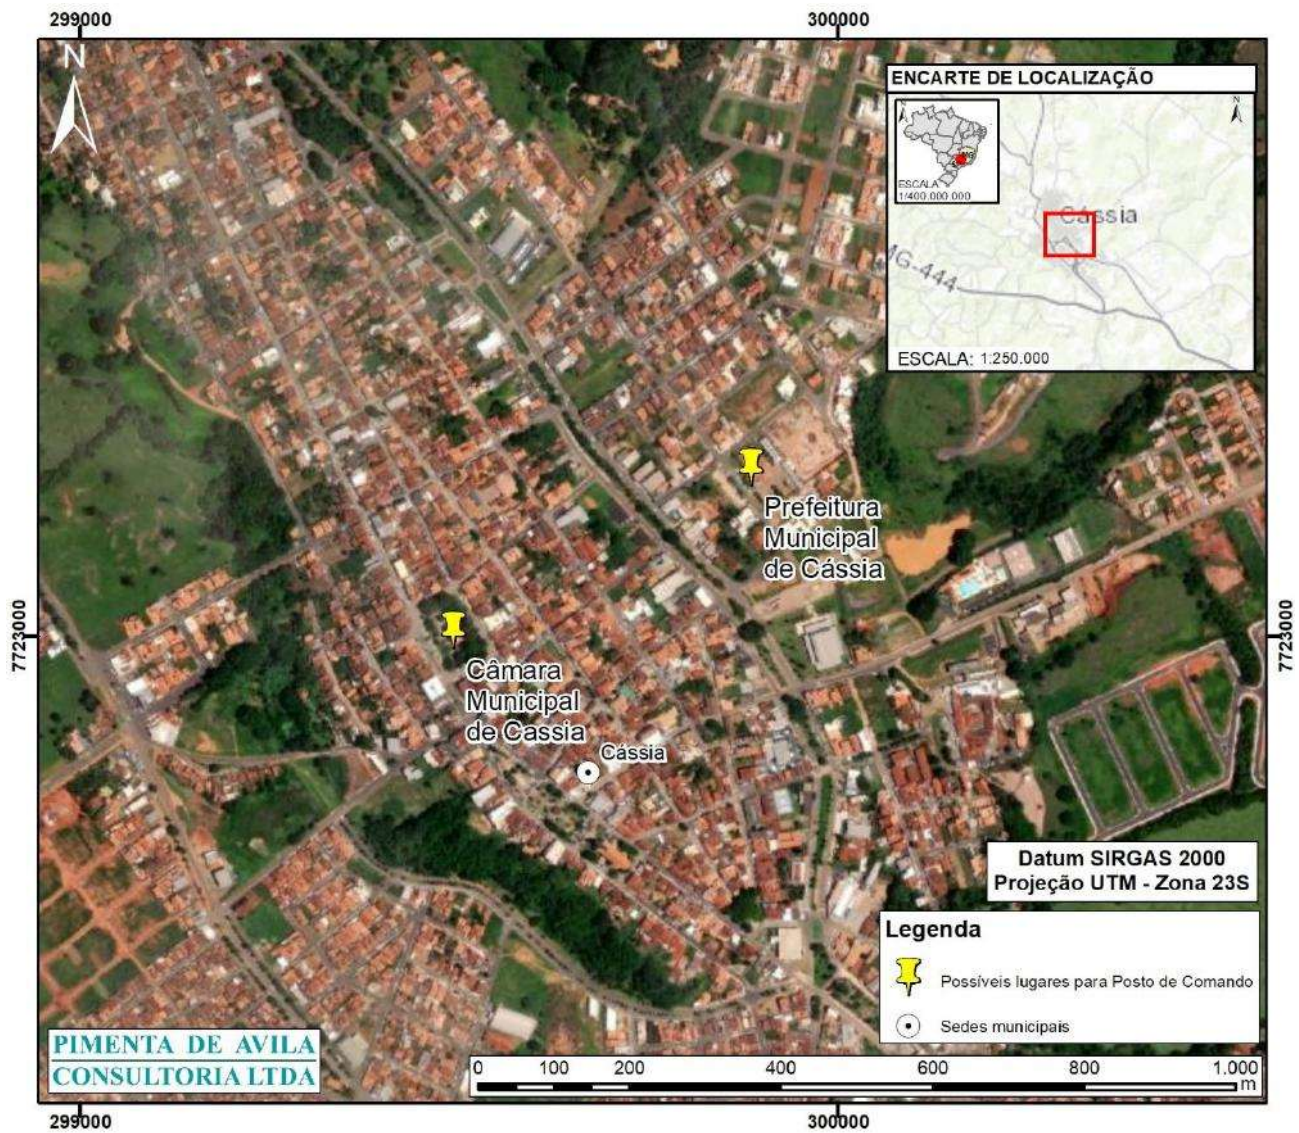 299000
300000
N
ENCARTE DE LOCALIZAÇÃO
N
N
MG
ESCALA
1/400.000.000
Cássia
MG-444
ESCALA: 1:250.000
Prefeitura
Municipal
de Cássia
7723000
7723000
Câmara
Municipal
de Cassia
Cássia
Datum SIRGAS 2000
Projeção UTM - Zona 23S
Legenda
Possíveis lugares para Posto de Comando
Sedes municipais
PIMENTA DE AVILA
CONSULTORIA LTDA
0 100 200 400 600 800 1.000
m
299000
300000